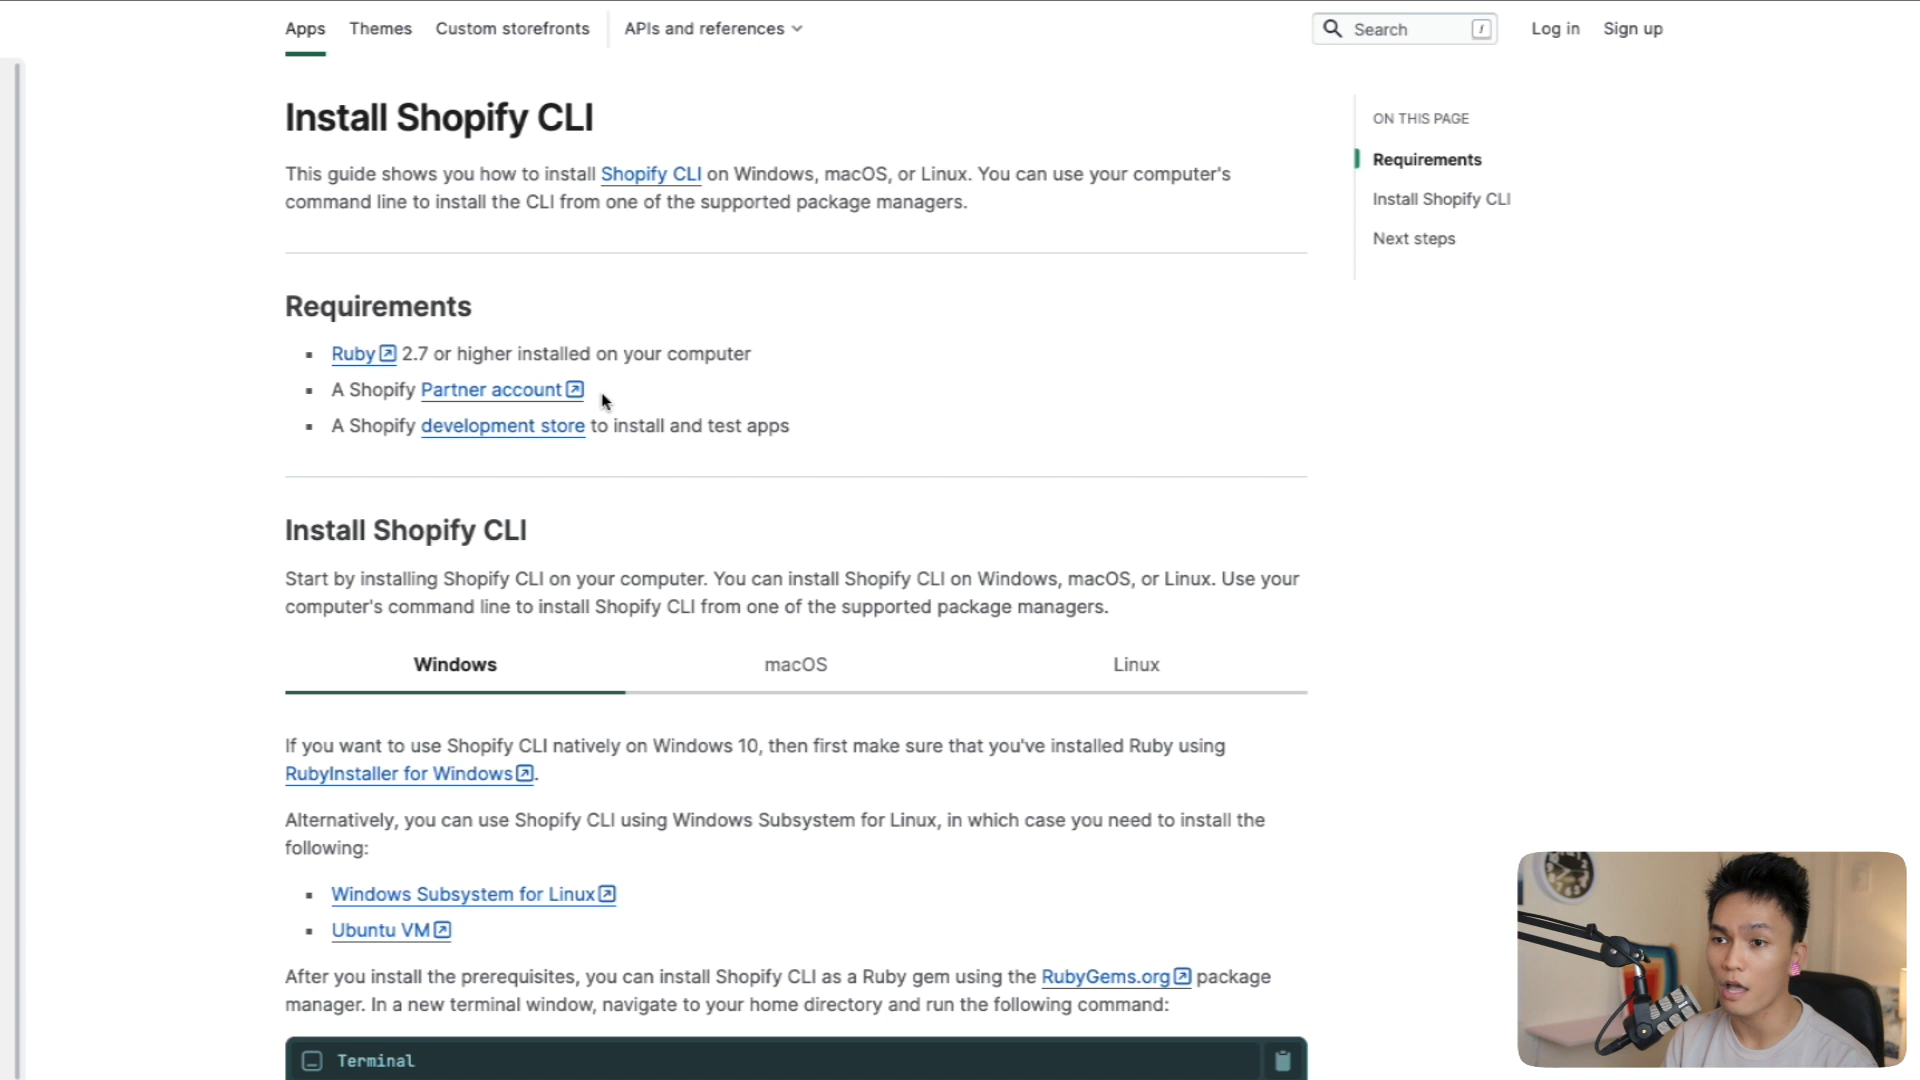 Apps Themes Custom storefronts APIs and references
Search / Log in Sign up
Install Shopify CLI
This guide shows you how to install Shopify CLI on Windows, macOS, or Linux. You can use your computer's
command line to install the CLI from one of the supported package managers.
ON THIS PAGE
Requirements
Install Shopify CLI
Next steps
Requirements
▪ Ruby 2.7 or higher installed on your computer
▪ A Shopify Partner account
▪ A Shopify development store to install and test apps
Install Shopify CLI
Start by installing Shopify CLI on your computer. You can install Shopify CLI on Windows, macOS, or Linux. Use your
computer's command line to install Shopify CLI from one of the supported package managers.
Windows macOS Linux
If you want to use Shopify CLI natively on Windows 10, then first make sure that you've installed Ruby using
RubyInstaller for Windows.
Alternatively, you can use Shopify CLI using Windows Subsystem for Linux, in which case you need to install the
following:
▪ Windows Subsystem for Linux
▪ Ubuntu VM
After you install the prerequisites, you can install Shopify CLI as a Ruby gem using the RubyGems.org package
manager. In a new terminal window, navigate to your home directory and run the following command:
Terminal